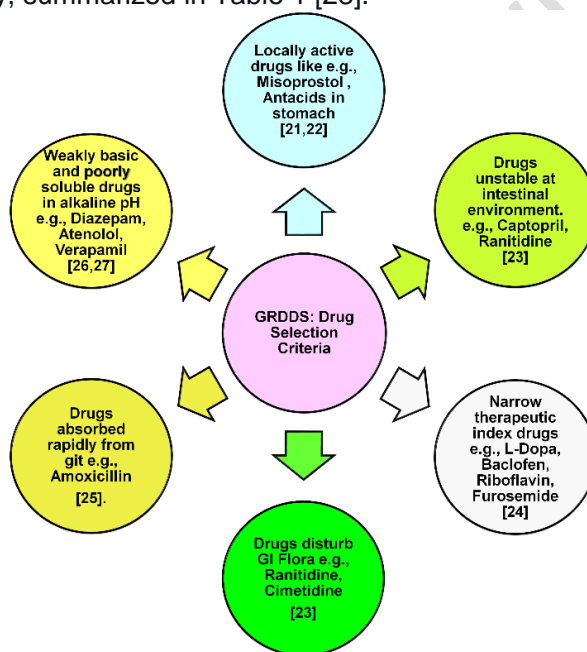 y, summarized in Table 1 [28].
Locally active
drugs like e.g.,
Misoprostol ,
Antacids in
stomach
[21,22]
Drugs
unstable at
intestinal
environment.
e.g., Captopril,
Ranitidine
[23]
Narrow
therapeutic
index drugs
e.g., L-Dopa,
Baclofen,
Riboflavin,
Furosemide
[24]
Drugs disturb
GI Flora e.g.,
Ranitidine,
Cimetidine
[23]
Drugs
absorbed
rapidly from
git e.g.,
Amoxicillin
[25].
Weakly basic
and poorly
soluble drugs
in alkaline pH
e.g., Diazepam,
Atenolol,
Verapamil
[26,27]
GRDDS: Drug
Selection
Criteria